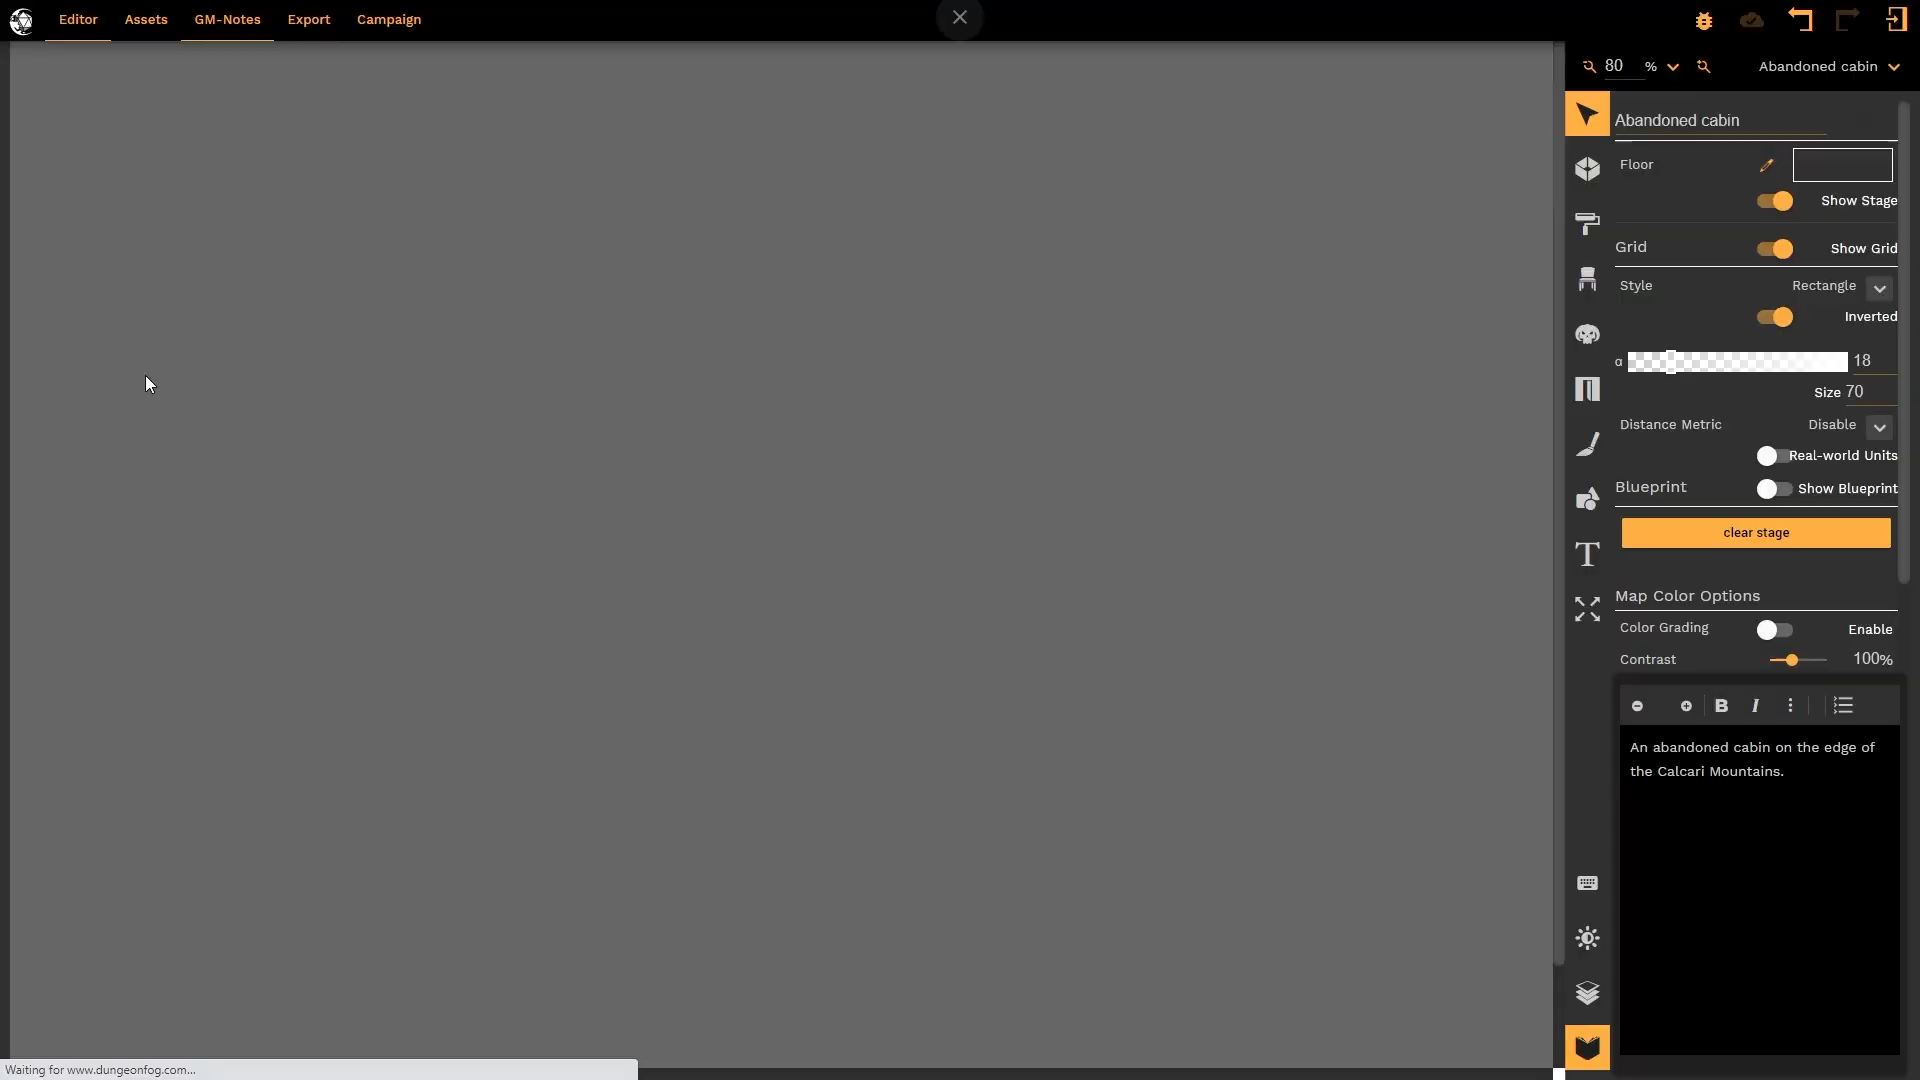 Editor Assets GM-Notes Export Campaign
80 % Abandoned cabin
Abandoned cabin
Floor
Show Stage
Grid Show Grid
Style Rectangle
Inverted
α 18
Size 70
Distance Metric Disable
Real-world Units
Blueprint Show Blueprint
clear stage
Map Color Options
Color Grading Enable
Contrast 100%
B I
An abandoned cabin on the edge of
the Calcari Mountains.
Waiting for www.dungeonfog.com...